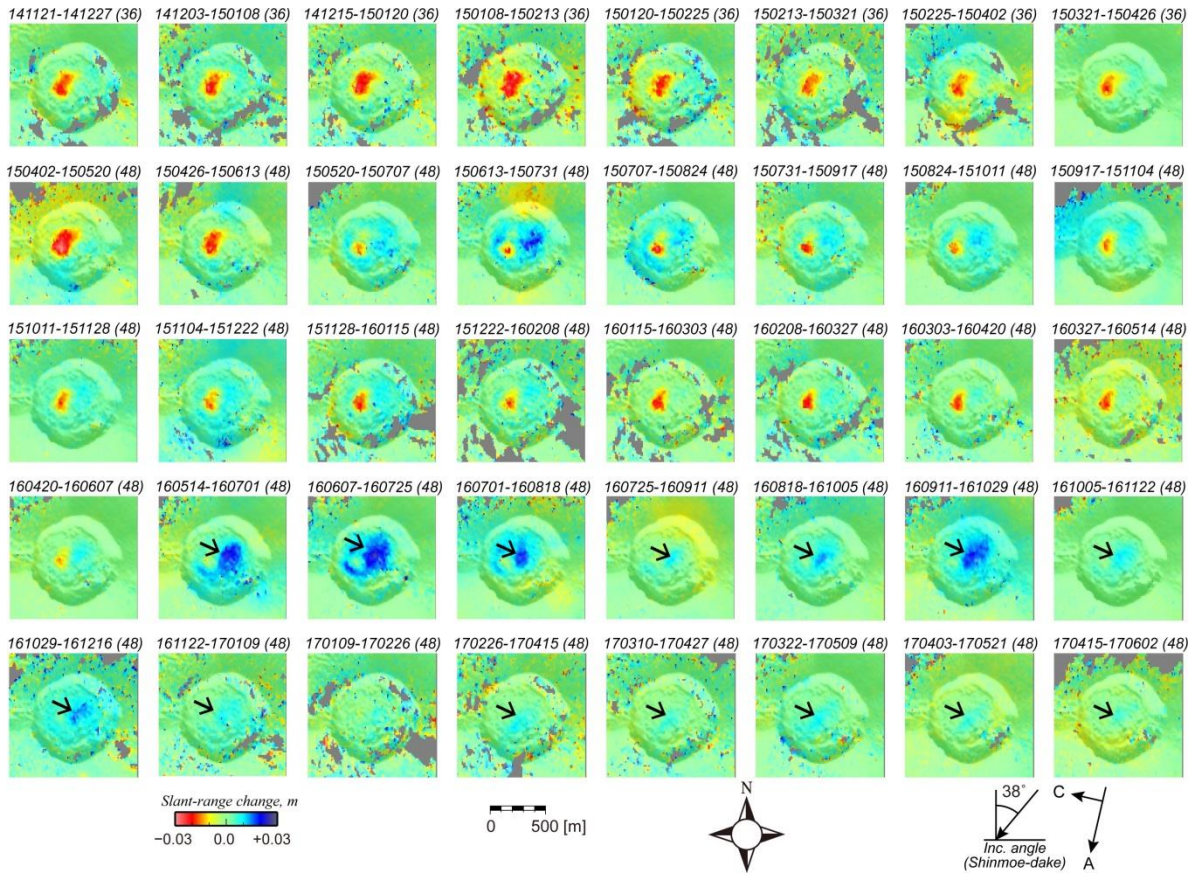 141121-141227 (36) 141203-150108 (36) 141215-150120 (36) 150108-150213 (36) 150120-150225 (36) 150213-150321 (36) 150225-150402 (36) 150321-150426 (36)
150402-150520 (48) 150426-150613 (48) 150520-150707 (48) 150613-150731 (48) 150707-150824 (48) 150731-150917 (48) 150824-151011 (48) 150917-151104 (48)
151011-151128 (48) 151104-151222 (48) 151128-160115 (48) 151222-160208 (48) 160115-160303 (48) 160208-160327 (48) 160303-160420 (48) 160327-160514 (48)
160420-160607 (48) 160514-160701 (48) 160607-160725 (48) 160701-160818 (48) 160725-160911 (48) 160818-161005 (48) 160911-161029 (48) 161005-161122 (48)
161029-161216 (48) 161122-170109 (48) 170109-170226 (48) 170226-170415 (48) 170310-170427 (48) 170322-170509 (48) 170403-170521 (48) 170415-170602 (48)
Slant-range change, m
−0.03 0.0 +0.03
0 500 [m]
N
38°
Inc. angle
(Shinmoe-dake)
C
A